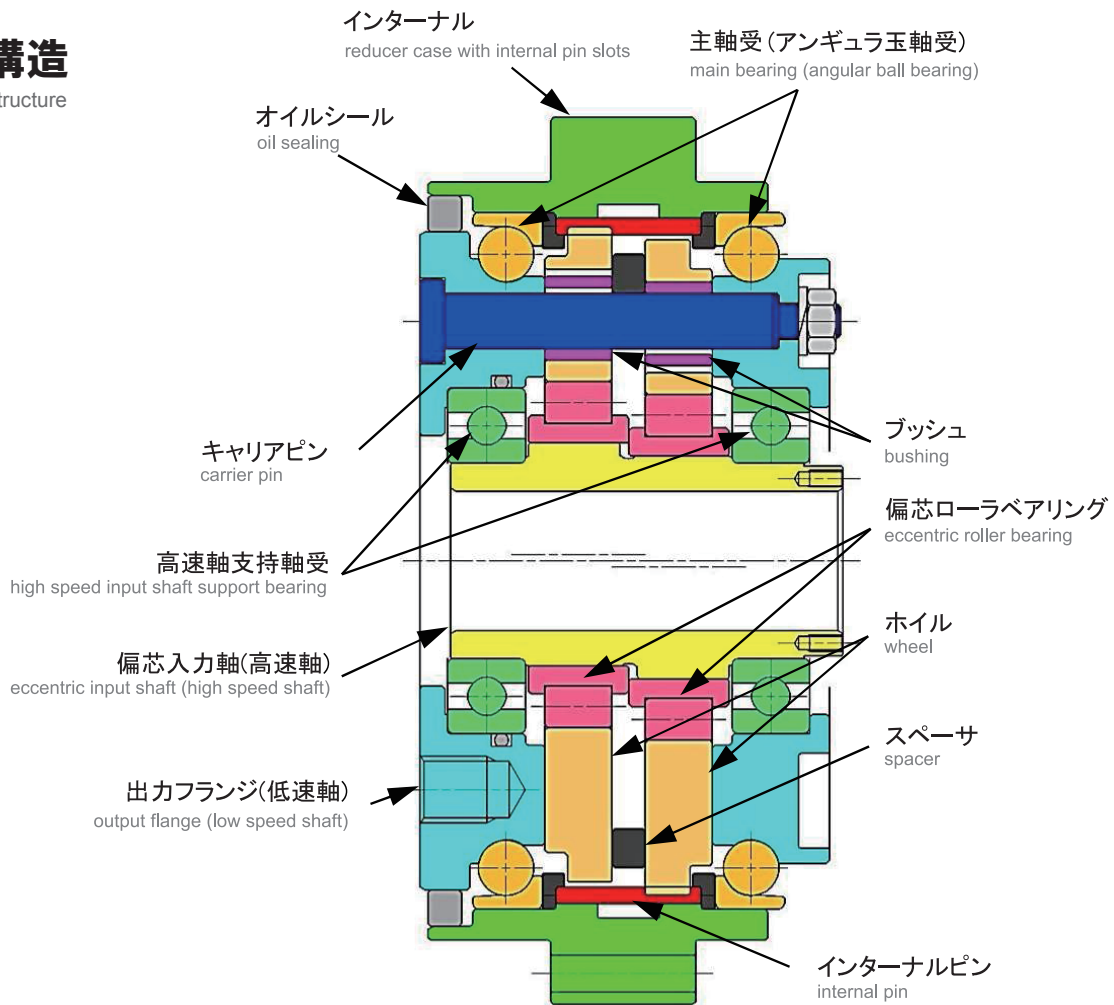 構造
tructure
インターナル
reducer case with internal pin slots
主軸受(アンギュラ玉軸受)
main bearing (angular ball bearing)
オイルシール
oil sealing
キャリアピン
carrier pin
ブッシュ
bushing
高速軸支持軸受
high speed input shaft support bearing
偏芯ローラベアリング
eccentric roller bearing
偏芯入力軸(高速軸)
eccentric input shaft (high speed shaft)
ホイル
wheel
出力フランジ(低速軸)
output flange (low speed shaft)
スペーサ
spacer
インターナルピン
internal pin